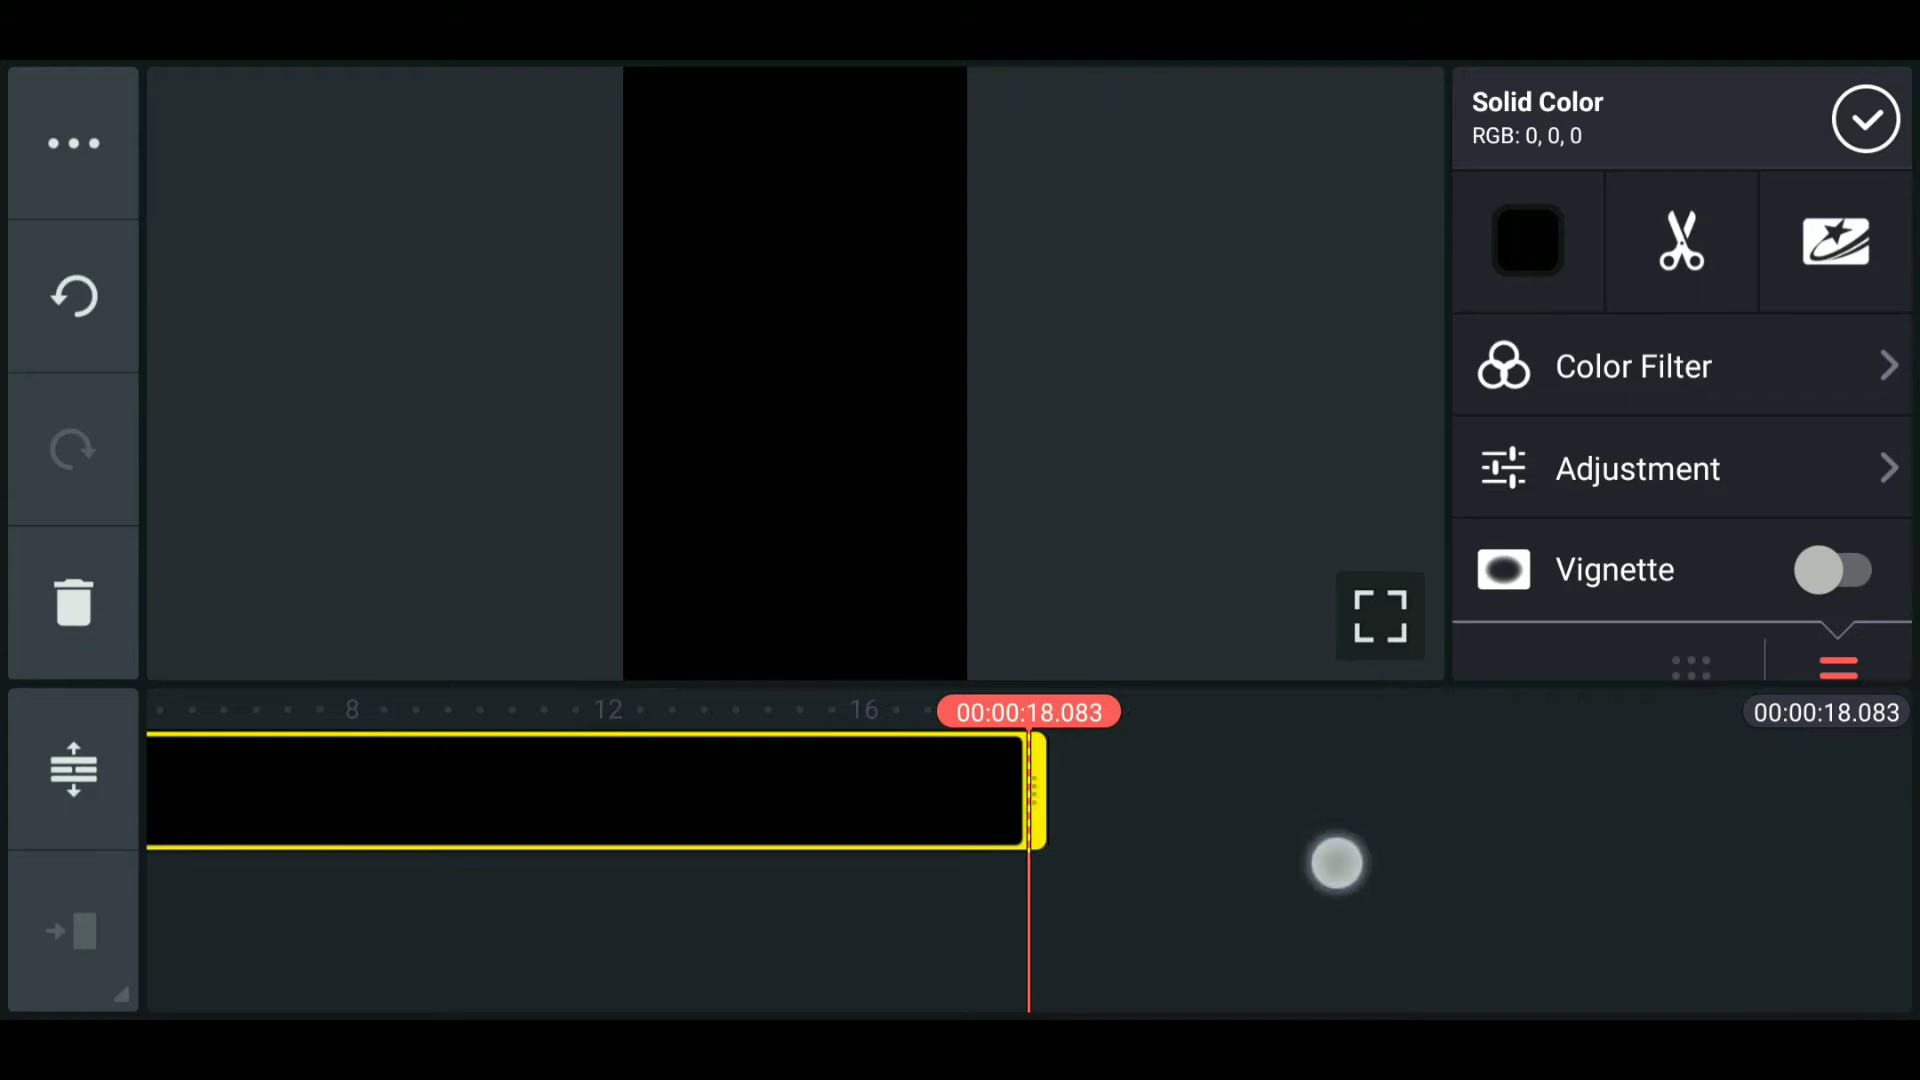 Solid Color
RGB: 0, 0, 0
Color Filter
Adjustment
Vignette
8
12
16
00:00:18.083
00:00:18.083